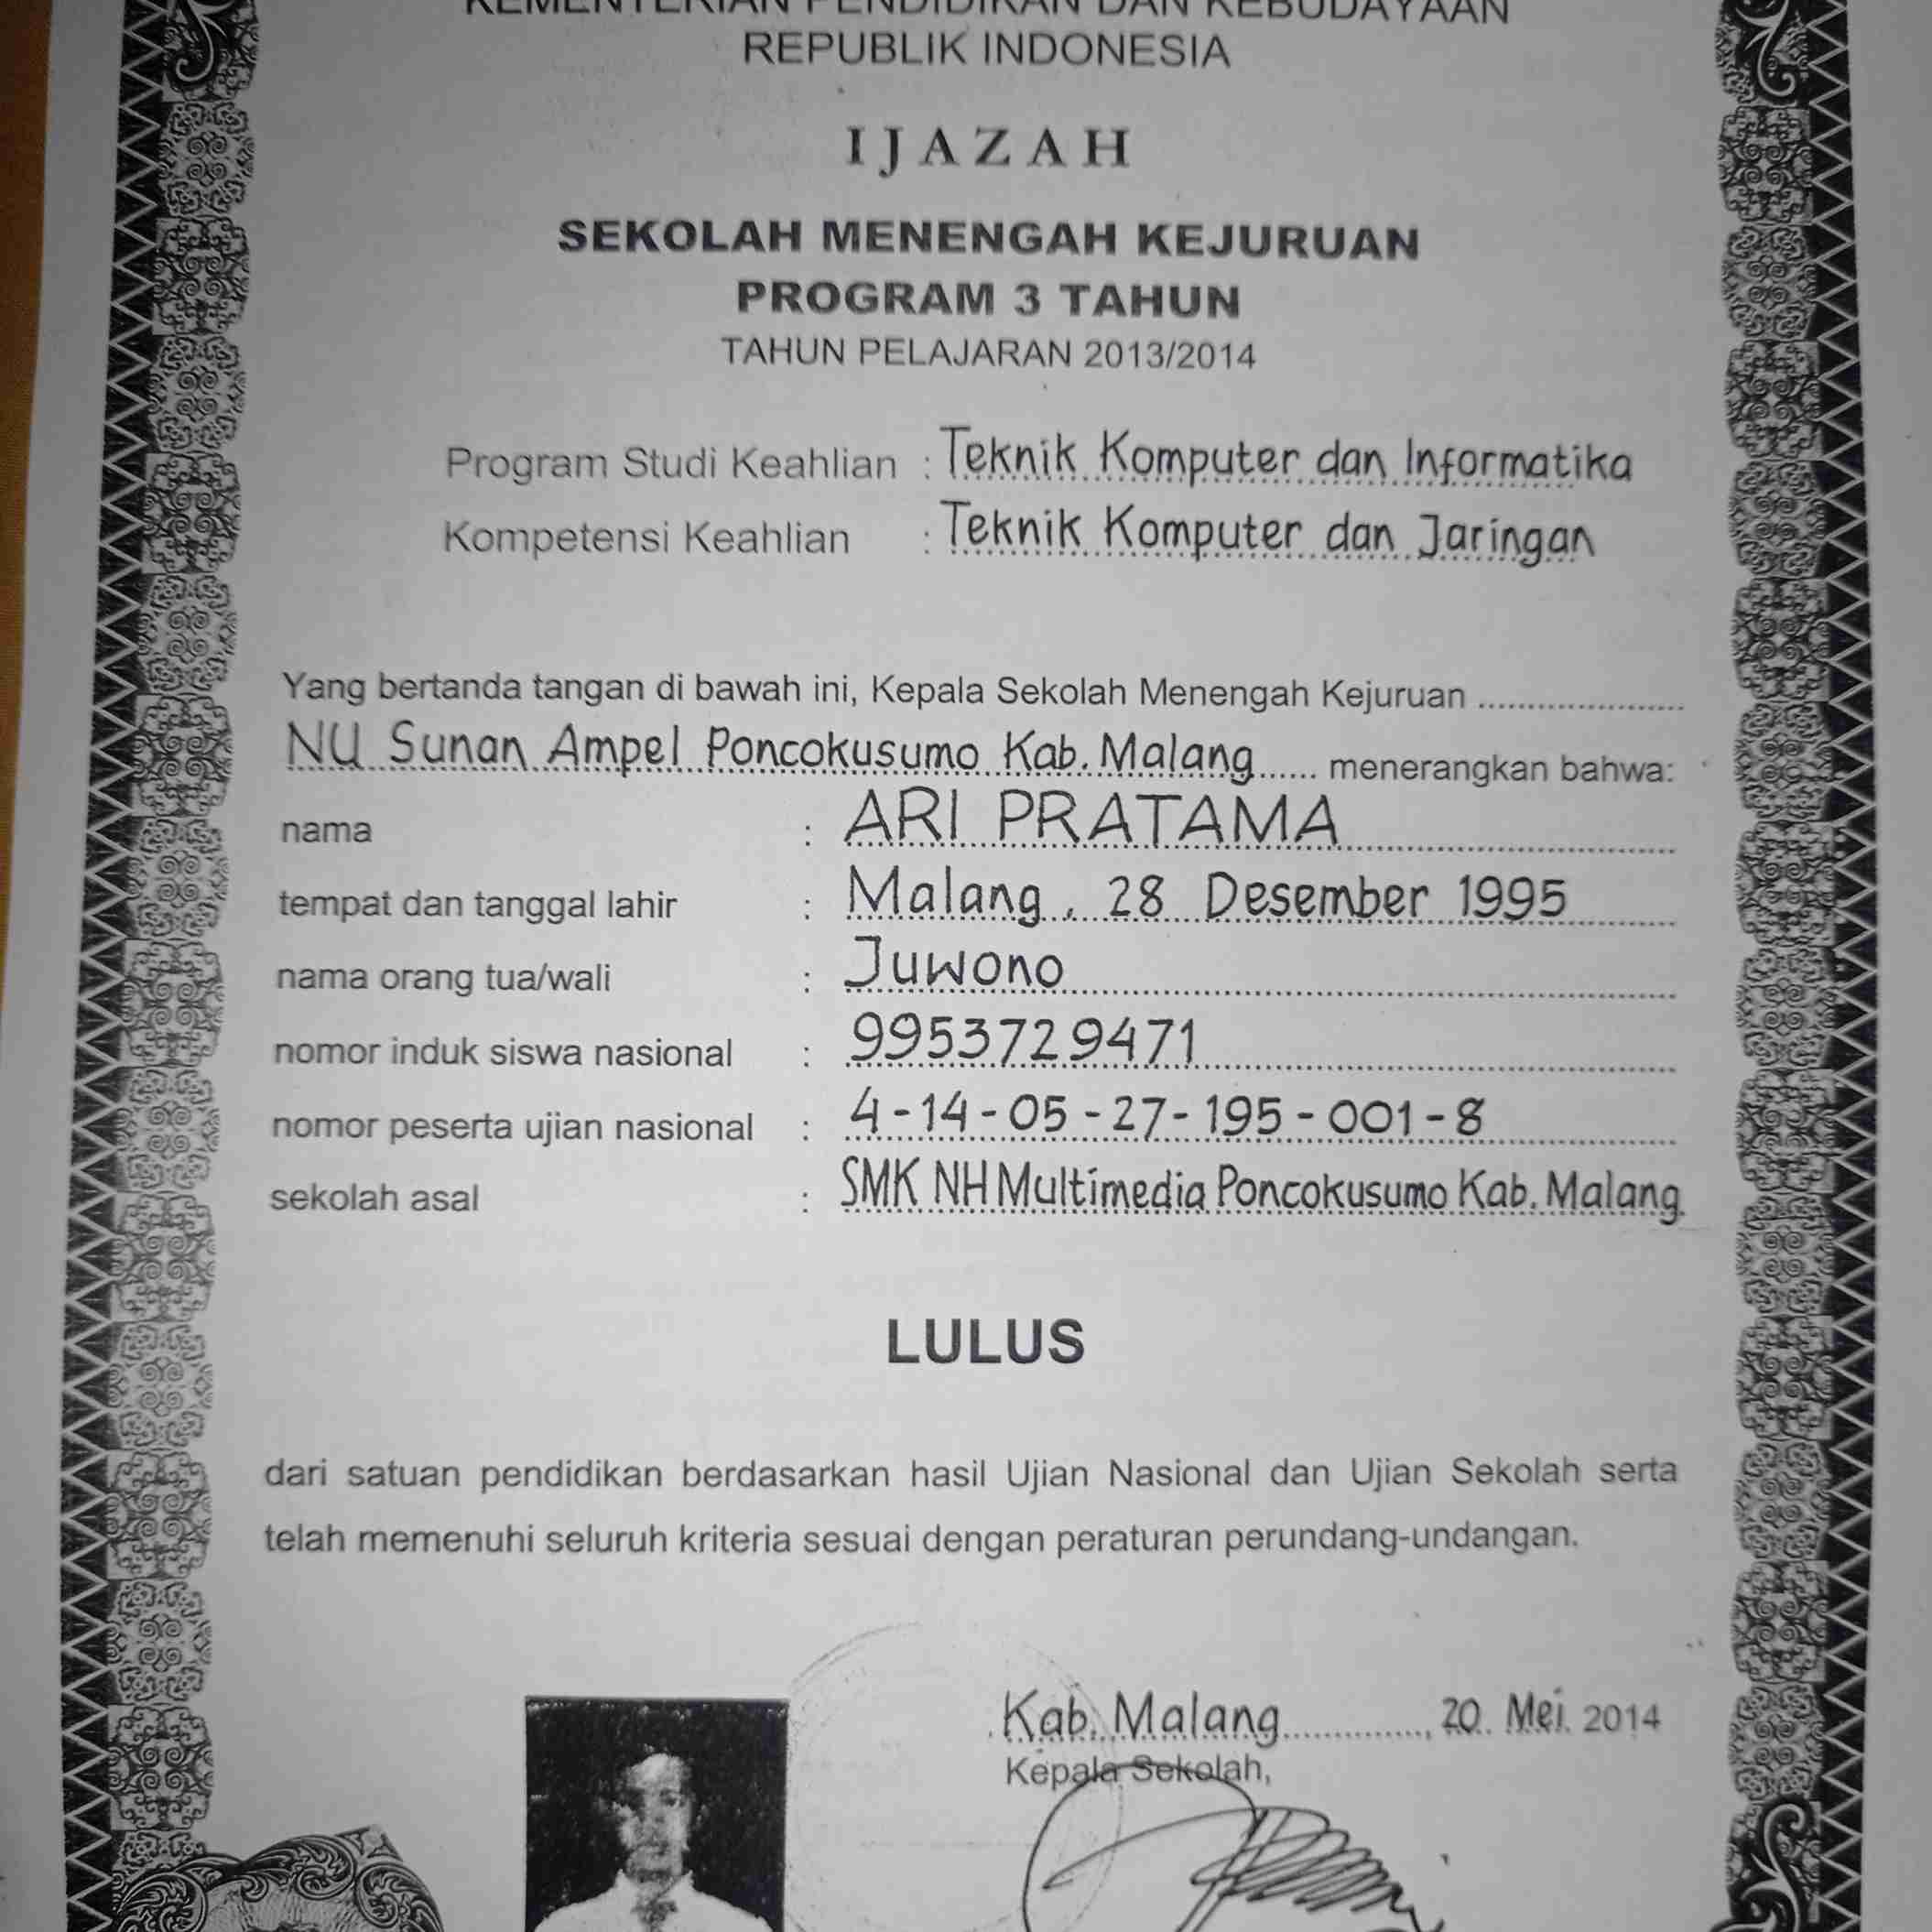 KEMENTERIAN PENDIDIKAN DAN KEBUDAYAAN
REPUBLIK INDONESIA
IJAZAH
SEKOLAH MENENGAH KEJURUAN
PROGRAM 3 TAHUN
TAHUN PELAJARAN 2013/2014
Program Studi Keahlian : Teknik Komputer dan Informatika
Kompetensi Keahlian : Teknik Komputer dan Jaringan
Yang bertanda tangan di bawah ini, Kepala Sekolah Menengah Kejuruan ......................
NU Sunan Ampel Poncokusumo Kab. Malang ...... menerangkan bahwa:
nama : ARI PRATAMA
tempat dan tanggal lahir : Malang, 28 Desember 1995
nama orang tua/wali : Juwono
nomor induk siswa nasional : 9953729471
nomor peserta ujian nasional : 4-14-05-27-195-001-8
sekolah asal : SMK NH Multimedia Poncokusumo Kab. Malang
LULUS
dari satuan pendidikan berdasarkan hasil Ujian Nasional dan Ujian Sekolah serta
telah memenuhi seluruh kriteria sesuai dengan peraturan perundang-undangan.
Kab. Malang .............., 20 Mei 2014
Kepala Sekolah,